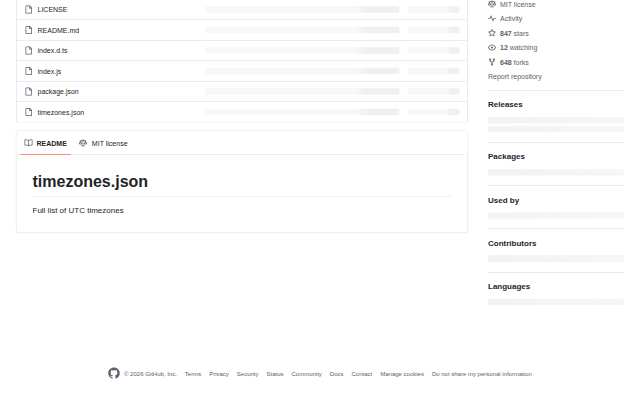 LICENSE
README.md
index.d.ts
index.js
package.json
timezones.json
README MIT license
timezones.json
Full list of UTC timezones
MIT license
Activity
847 stars
12 watching
648 forks
Report repository
Releases
Packages
Used by
Contributors
Languages
© 2026 GitHub, Inc. Terms Privacy Security Status Community Docs Contact Manage cookies Do not share my personal information